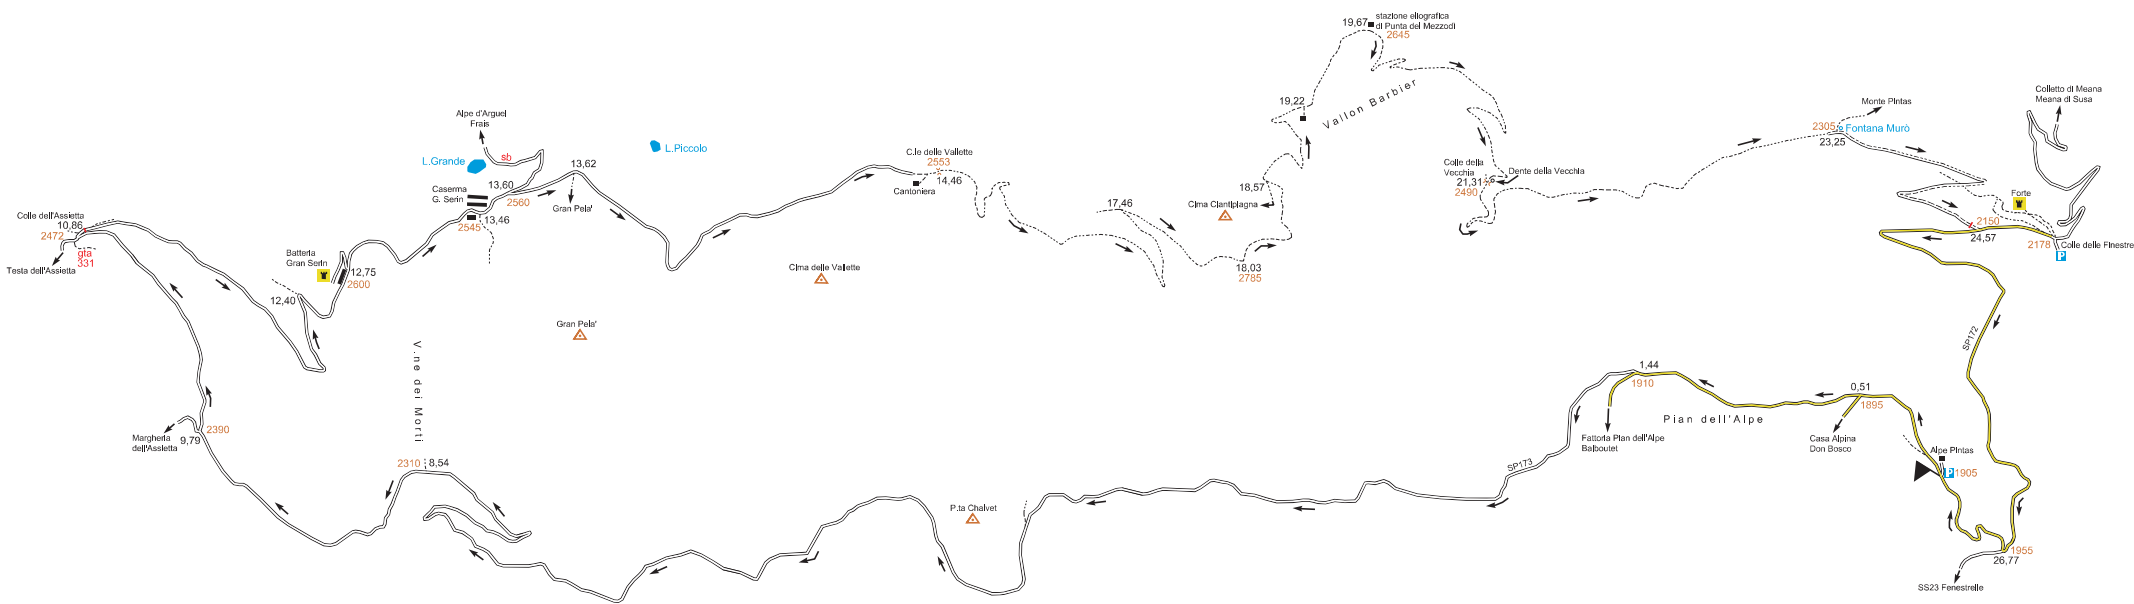 19,67
stazione eliografica
di Punta del Mezzodì
2645
Vallon Barbier
19,22
Alpe d'Arguel
Frais
sb
L.Grande
13,60
2560
Caserma
G. Serin
13,46
2545
13,62
Gran Pela'
L.Piccolo
C.le delle Vallette
2553
14,46
Cantoniera
17,46
18,57
Cima Ciantiplagna
18,03
2785
Colle della
Vecchia
21,31
2490
Dente della Vecchia
Monte Pintas
2305
Fontana Murò
23,25
Colletto di Meana
Meana di Susa
Forte
2150
24,57
2178
Colle delle Finestre
P
Colle dell'Assietta
10,86
2472
gta
331
Testa dell'Assietta
Batteria
Gran Serin
12,75
2600
12,40
Cima delle Vallette
Gran Pela'
V.ne dei Morti
SP172
1,44
1910
0,51
1895
Pian dell'Alpe
Fattoria Pian dell'Alpe
Balboutet
Casa Alpina
Don Bosco
Alpe Pintas
P
1905
2390
9,79
Margheria
dell'Assietta
2310
8,54
SP173
P.ta Chalvet
1955
26,77
SS23 Fenestrelle